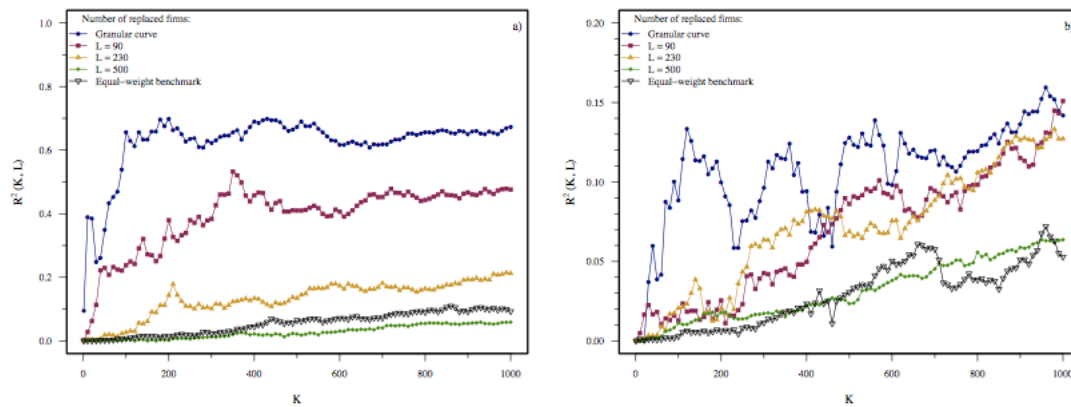 Number of replaced firms:
a)
Granular curve
L = 90
L = 230
L = 500
Equal-weight benchmark
1.0
0.8
0.6
0.4
0.2
0.0
R² (K, L)
0 200 400 600 800 1000
K
Number of replaced firms:
b
Granular curve
L = 90
L = 230
L = 500
Equal-weight benchmark
0.20
0.15
0.10
0.05
0.00
R² (K, L)
0 200 400 600 800 1000
K